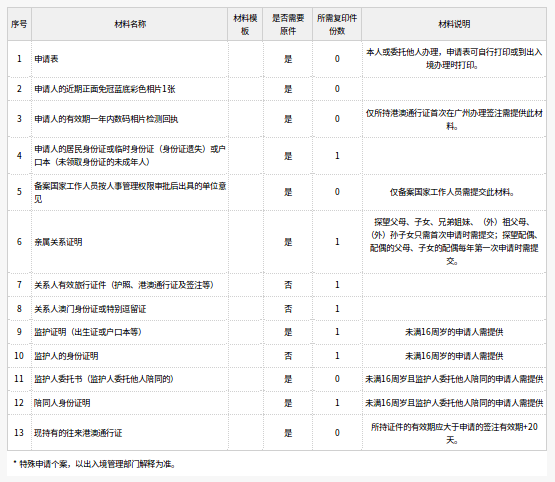 序号 材料名称 材料模板 是否需要原件 所需复印件份数 材料说明
1 申请表 是 0 本人或委托他人办理，申请表可自行打印或到出入境办理时打印。
2 申请人的近期正面免冠蓝底彩色相片1张 是 0
3 申请人的有效期一年内数码相片检测回执 是 0 仅所持港澳通行证首次在广州办理签注需提供此材料。
4 申请人的居民身份证或临时身份证（身份证遗失）或户口本（未领取身份证的未成年人） 是 1
5 备案国家工作人员按人事管理权限审批后出具的单位意见 是 0 仅备案国家工作人员需提交此材料。
6 亲属关系证明 是 1 探望父母、子女、兄弟姐妹、（外）祖父母、（外）孙子女只需首次申请时需提交；探望配偶、配偶的父母、子女的配偶每年第一次申请时需提交。
7 关系人有效旅行证件（护照、港澳通行证及签注等） 否 1
8 关系人澳门身份证或特别逗留证 否 1
9 监护证明（出生证或户口本等） 是 1 未满16周岁的申请人需提供
10 监护人的身份证明 否 1 未满16周岁的申请人需提供
11 监护人委托书（监护人委托他人陪同的） 是 0 未满16周岁且监护人委托他人陪同的申请人需提供
12 陪同人身份证明 是 1 未满16周岁且监护人委托他人陪同的申请人需提供
13 现持有的往来港澳通行证 是 0 所持证件的有效期应大于申请的签注有效期+20天。
* 特殊申请个案，以出入境管理部门解释为准。